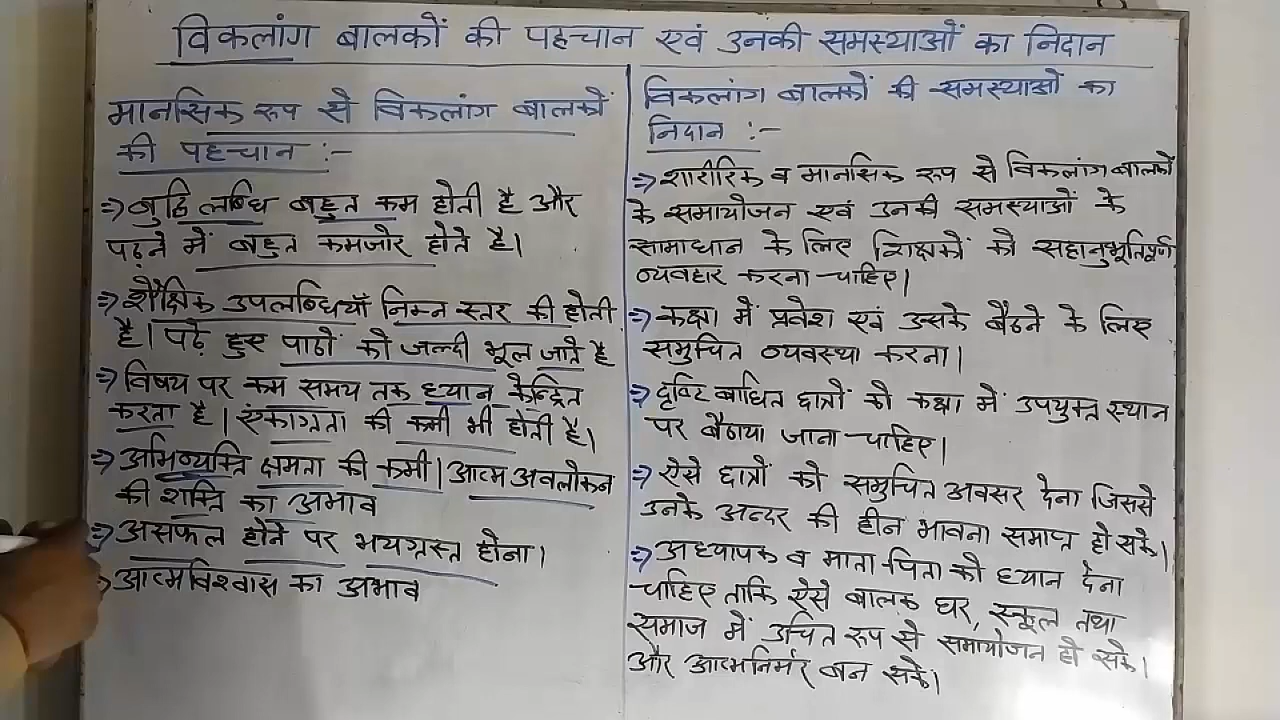 विकलांग बालकों की पहचान एवं उनकी समस्याओं का निदान
मानसिक रूप से विकलांग बालकों
की पहचान :-
⇒ बुद्धि लब्धि बहुत कम होती है और
पढ़ने में बहुत कमजोर होते है।
⇒ शैक्षिक उपलब्धियाँ निम्न स्तर की होती
है। पढ़े हुए पाठों को जल्दी भूल जाते है
⇒ विषय पर कम समय तक ध्यान केन्द्रित
करता है। एकाग्रता की कमी भी होती है।
⇒ अभिव्यक्ति क्षमता की कमी। आत्म अवलोकन
की शक्ति का अभाव
⇒ असफल होने पर भयग्रस्त होना।
⇒ आत्मविश्वास का अभाव
विकलांग बालकों की समस्याओं का
निदान :-
⇒ शारीरिक व मानसिक रूप से विकलांग बालकों
के समायोजन एवं उनकी समस्याओं के
सामाधान के लिए शिक्षकों को सहानुभूतिपूर्ण
व्यवहार करना चाहिए।
⇒ कक्षा में प्रवेश एवं उसके बैठने के लिए
समुचित व्यवस्था करना।
⇒ दृष्टि बाधित छात्रों को कक्षा में उपयुक्त स्थान
पर बैठाया जाना चाहिए।
⇒ ऐसे छात्रों को समुचित अवसर देना जिससे
उनके अन्दर की हीन भावना समाप्त हो सके।
⇒ अध्यापक व माता पिता को ध्यान देना
चाहिए ताकि ऐसे बालक घर, स्कूल तथा
समाज में उचित रूप से समायोजन हो सके।
और आत्मनिर्भर बन सके।